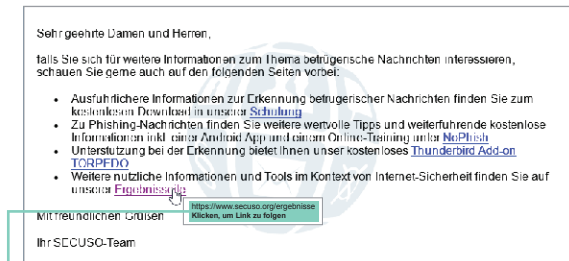 Sehr geehrte Damen und Herren,
falls Sie sich für weitere Informationen zum Thema betrügerische Nachrichten interessieren,
schauen Sie gerne auch auf den folgenden Seiten vorbei:
• Ausführlichere Informationen zur Erkennung betrügerischer Nachrichten finden Sie zum
kostenlosen Download in unserer Schulung
• Zu Phishing-Nachrichten finden Sie weitere wertvolle Tipps und weiterführende kostenlose
Informationen inkl. einer Android-App und einem Online-Training unter NoPhish
• Unterstützung bei der Erkennung bietet Ihnen unser kostenloses Thunderbird Add-on
TORPEDO
• Weitere nützliche Informationen und Tools im Kontext von Internet-Sicherheit finden Sie auf
unserer Ergebnisseite
https://www.secuso.org/ergebnisse
Klicken, um Link zu folgen
Mit freundlichen Grüßen
Ihr SECUSO-Team